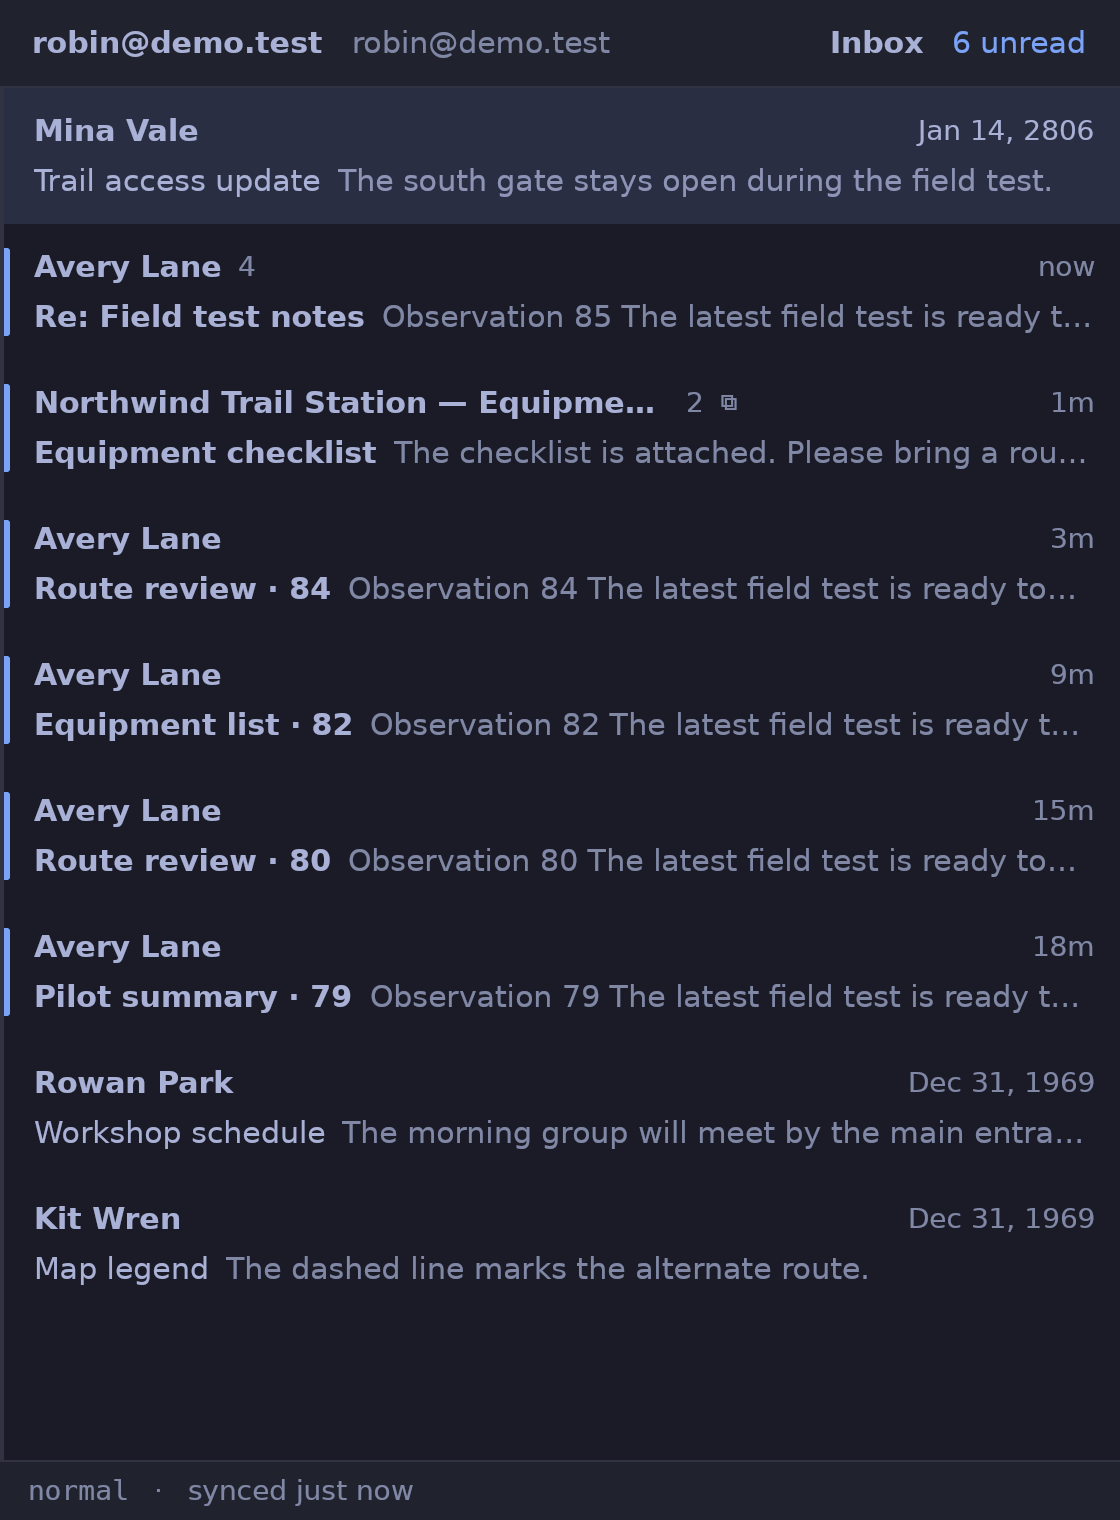 robin@demo.test robin@demo.test Inbox 6 unread
Mina Vale Jan 14, 2806
Trail access update The south gate stays open during the field test.
Avery Lane 4 now
Re: Field test notes Observation 85 The latest field test is ready t…
Northwind Trail Station — Equipme… 2 1m
Equipment checklist The checklist is attached. Please bring a rou…
Avery Lane 3m
Route review · 84 Observation 84 The latest field test is ready to…
Avery Lane 9m
Equipment list · 82 Observation 82 The latest field test is ready t…
Avery Lane 15m
Route review · 80 Observation 80 The latest field test is ready to…
Avery Lane 18m
Pilot summary · 79 Observation 79 The latest field test is ready t…
Rowan Park Dec 31, 1969
Workshop schedule The morning group will meet by the main entra…
Kit Wren Dec 31, 1969
Map legend The dashed line marks the alternate route.
normal · synced just now